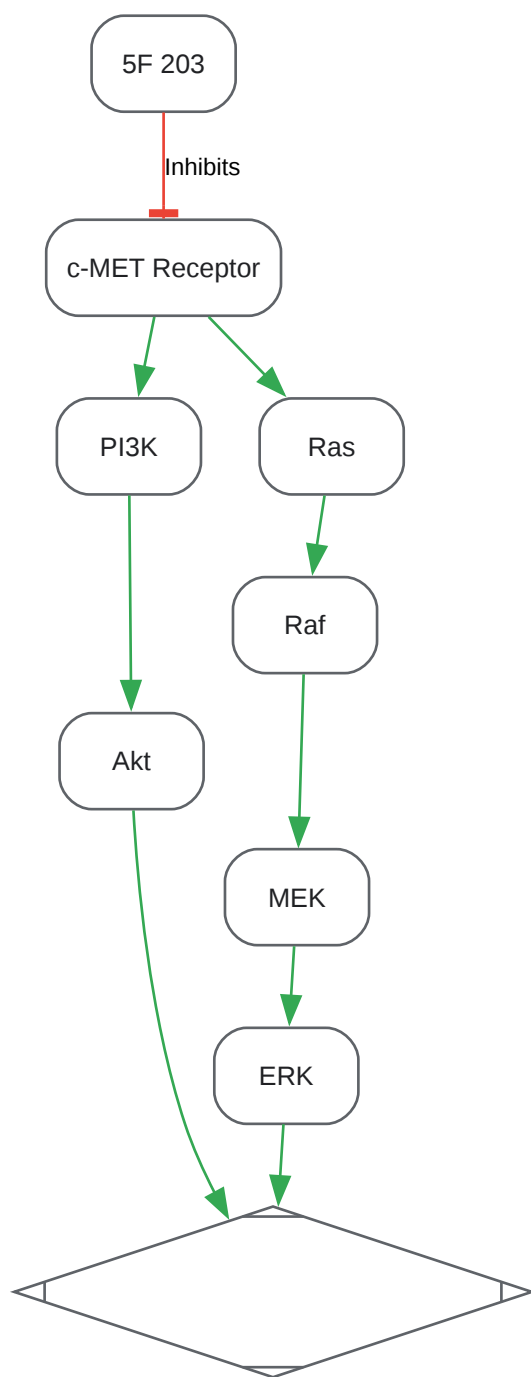 5F 203
Inhibits
c-MET Receptor
PI3K
Ras
Raf
Akt
MEK
ERK